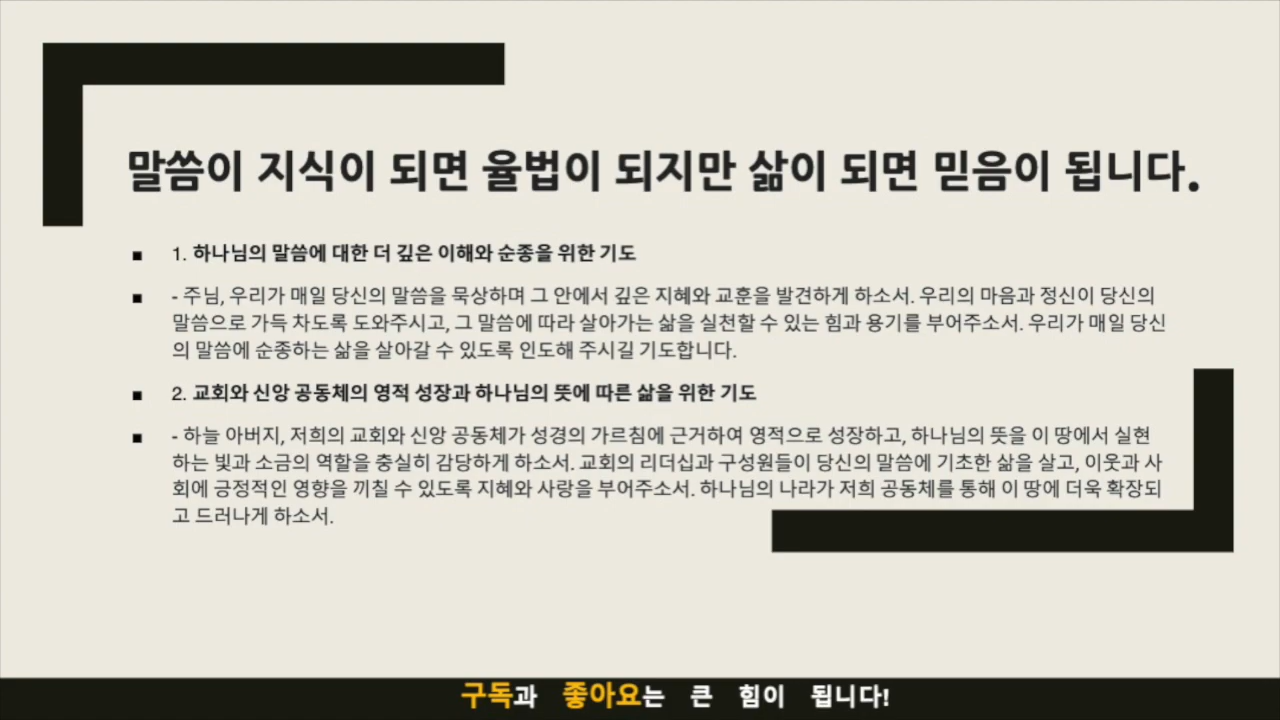 말씀이 지식이 되면 율법이 되지만 삶이 되면 믿음이 됩니다.
■ 1. 하나님의 말씀에 대한 더 깊은 이해와 순종을 위한 기도
■ - 주님, 우리가 매일 당신의 말씀을 묵상하며 그 안에서 깊은 지혜와 교훈을 발견하게 하소서. 우리의 마음과 정신이 당신의
말씀으로 가득 차도록 도와주시고, 그 말씀에 따라 살아가는 삶을 실천할 수 있는 힘과 용기를 부어주소서. 우리가 매일 당신
의 말씀에 순종하는 삶을 살아갈 수 있도록 인도해 주시길 기도합니다.
■ 2. 교회와 신앙 공동체의 영적 성장과 하나님의 뜻에 따른 삶을 위한 기도
■ - 하늘 아버지, 저희의 교회와 신앙 공동체가 성경의 가르침에 근거하여 영적으로 성장하고, 하나님의 뜻을 이 땅에서 실현
하는 빛과 소금의 역할을 충실히 감당하게 하소서. 교회의 리더십과 구성원들이 당신의 말씀에 기초한 삶을 살고, 이웃과 사
회에 긍정적인 영향을 끼칠 수 있도록 지혜와 사랑을 부어주소서. 하나님의 나라가 저희 공동체를 통해 이 땅에 더욱 확장되
고 드러나게 하소서.
구독과 좋아요는 큰 힘이 됩니다!